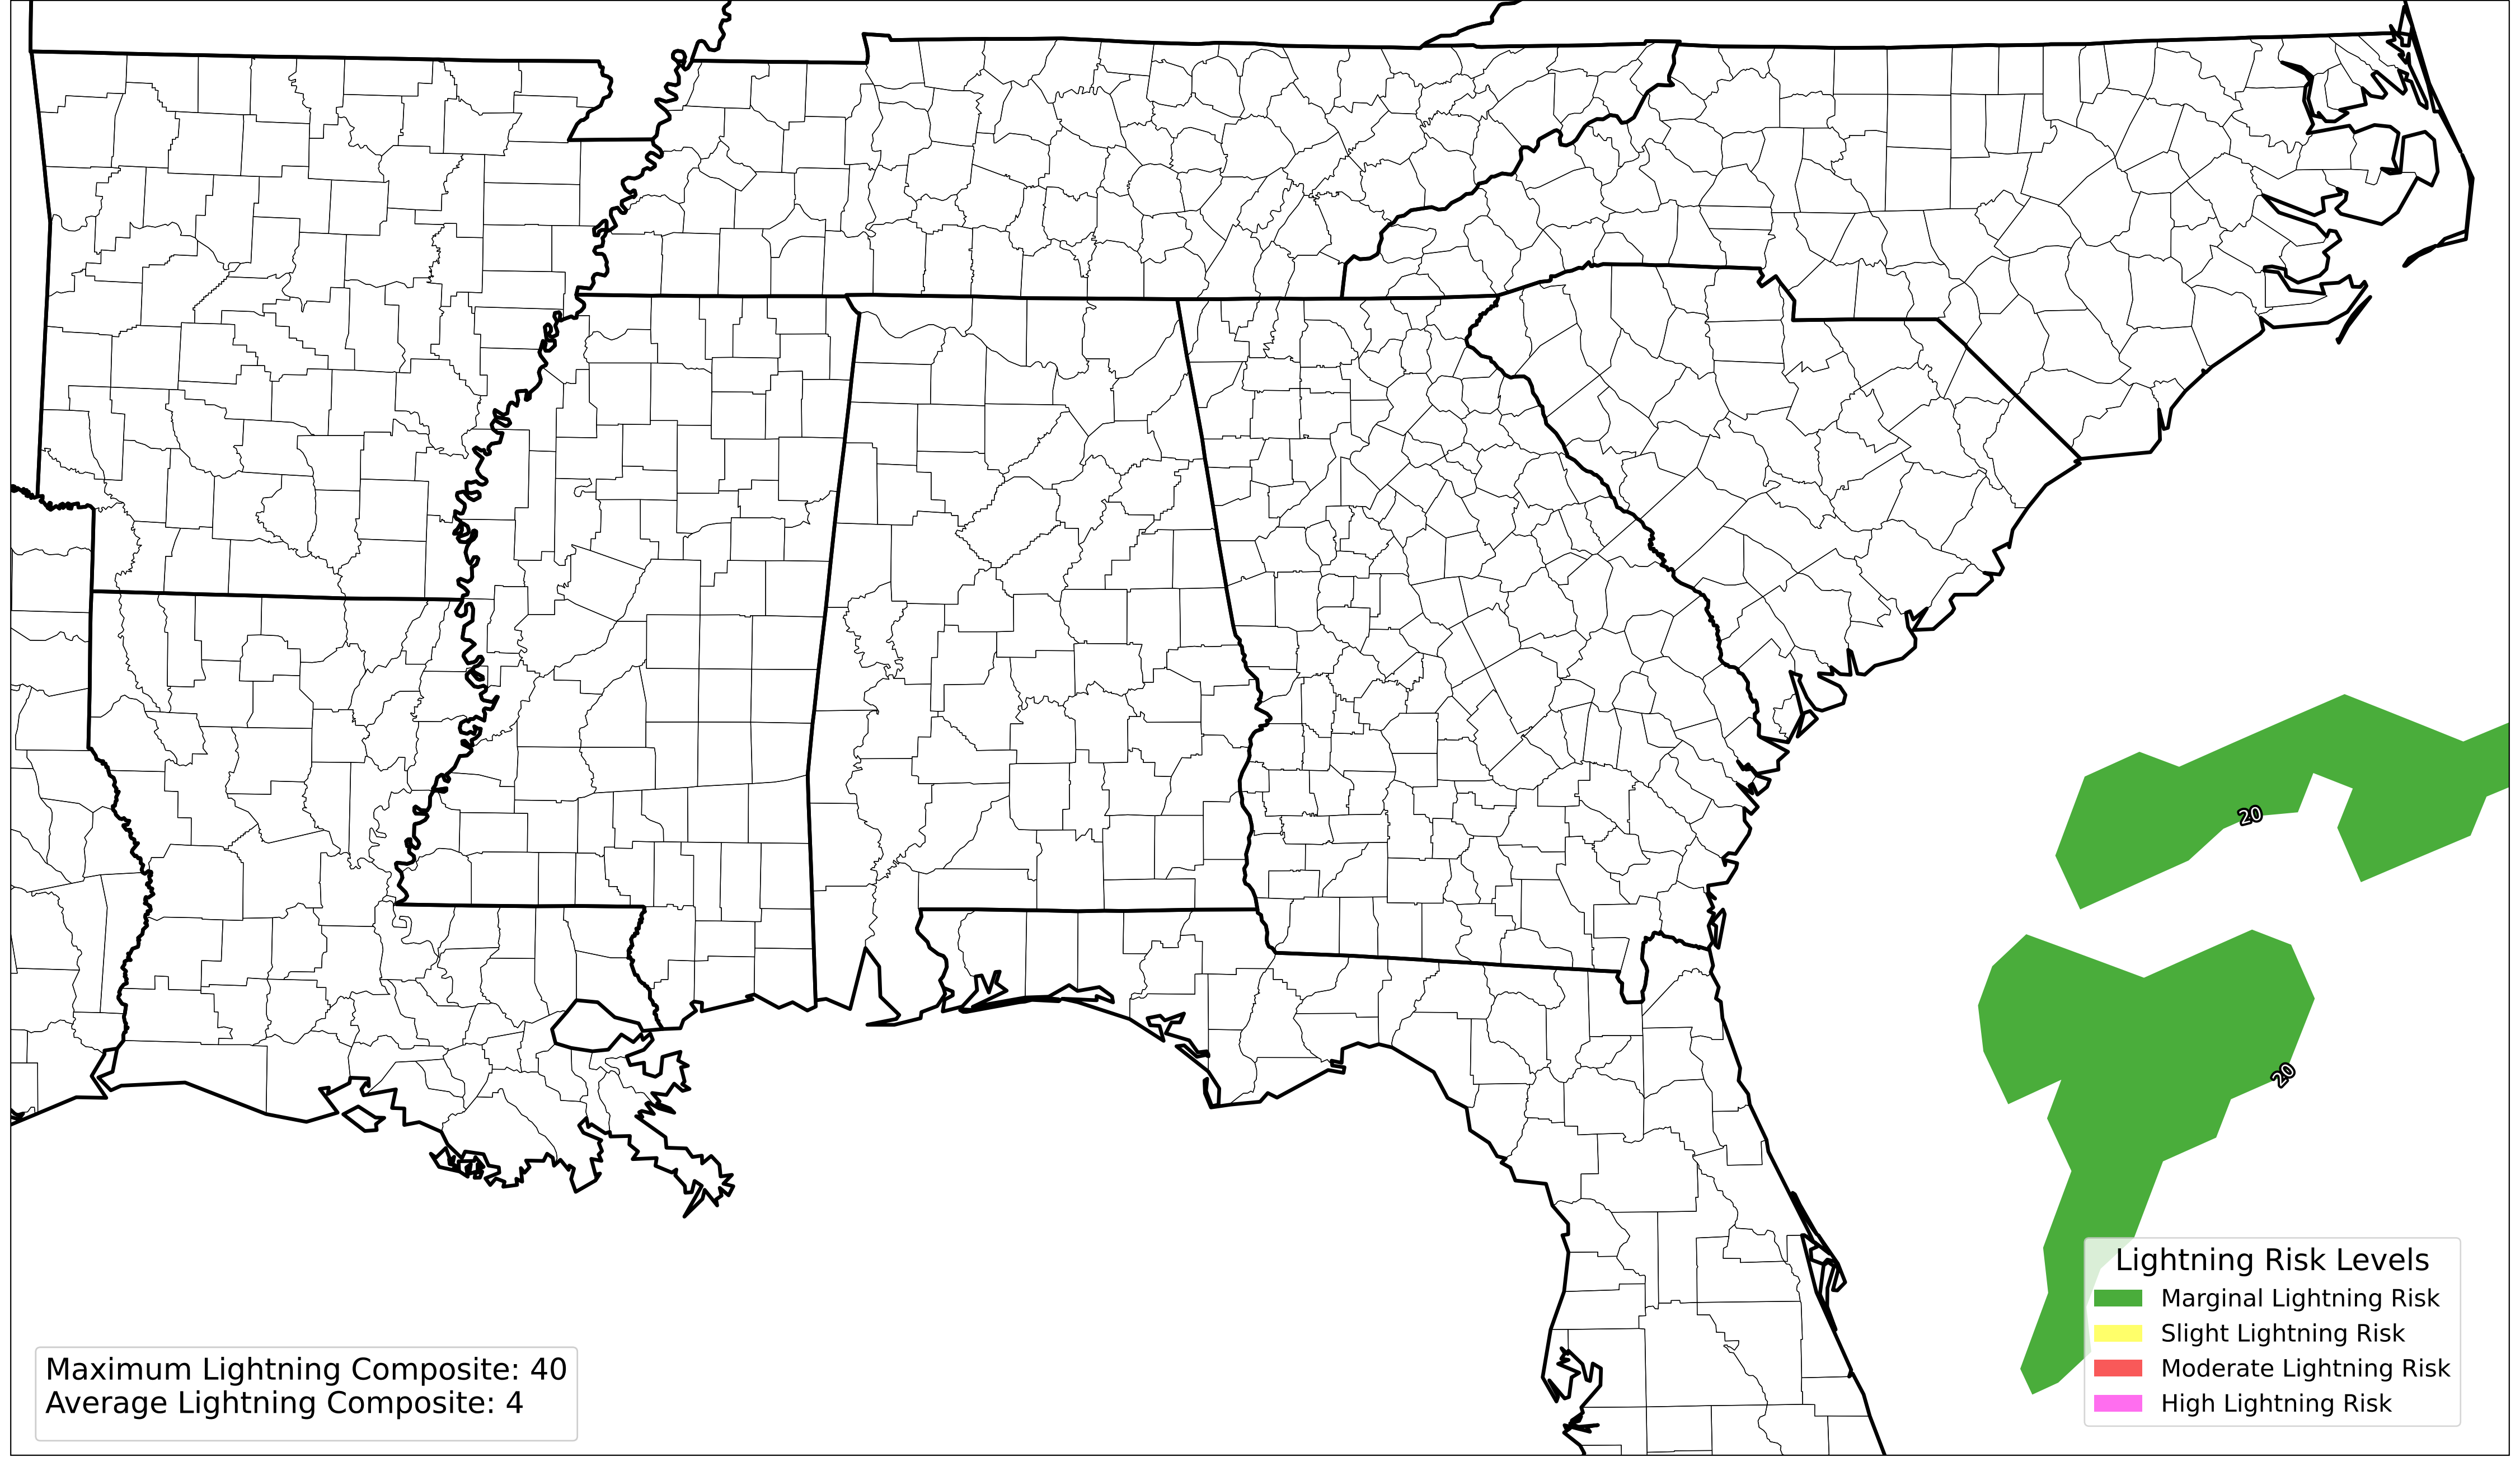 20
20
Lightning Risk Levels
Marginal Lightning Risk
Slight Lightning Risk
Moderate Lightning Risk
High Lightning Risk
Maximum Lightning Composite: 40
Average Lightning Composite: 4